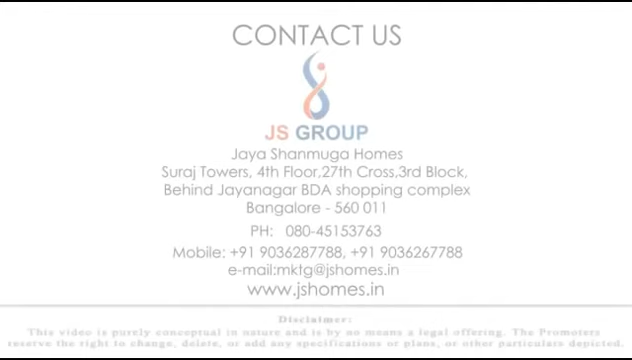 CONTACT US
JS GROUP
Jaya Shanmuga Homes
Suraj Towers, 4th Floor,27th Cross,3rd Block,
Behind Jayanagar BDA shopping complex
Bangalore - 560 011
PH: 080-45153763
Mobile: +91 9036287788, +91 9036267788
e-mail:mktg@jshomes.in
www.jshomes.in
Disclaimer:
This video is purely conceptual in nature and is by no means a legal offering. The Promoters
reserve the right to change, delete, or add any specifications or plans, or other particulars depicted.